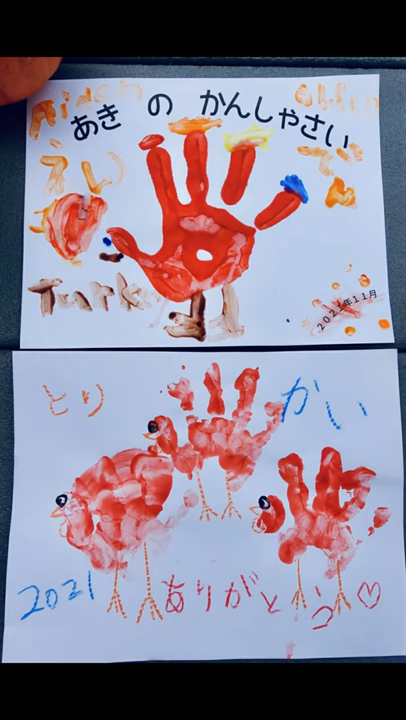 Aiden
あき の かんしゃさい
Turk
2021年11月
とり
かい
2021
ありがとう♡